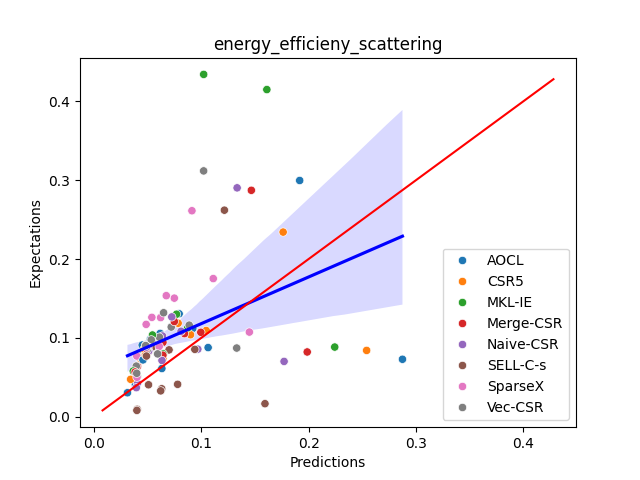 energy_efficieny_scattering
Expectations
0.4
0.3
0.2
0.1
0.0
AOCL
CSR5
MKL-IE
Merge-CSR
Naive-CSR
SELL-C-s
SparseX
Vec-CSR
0.0 0.1 0.2 0.3 0.4
Predictions